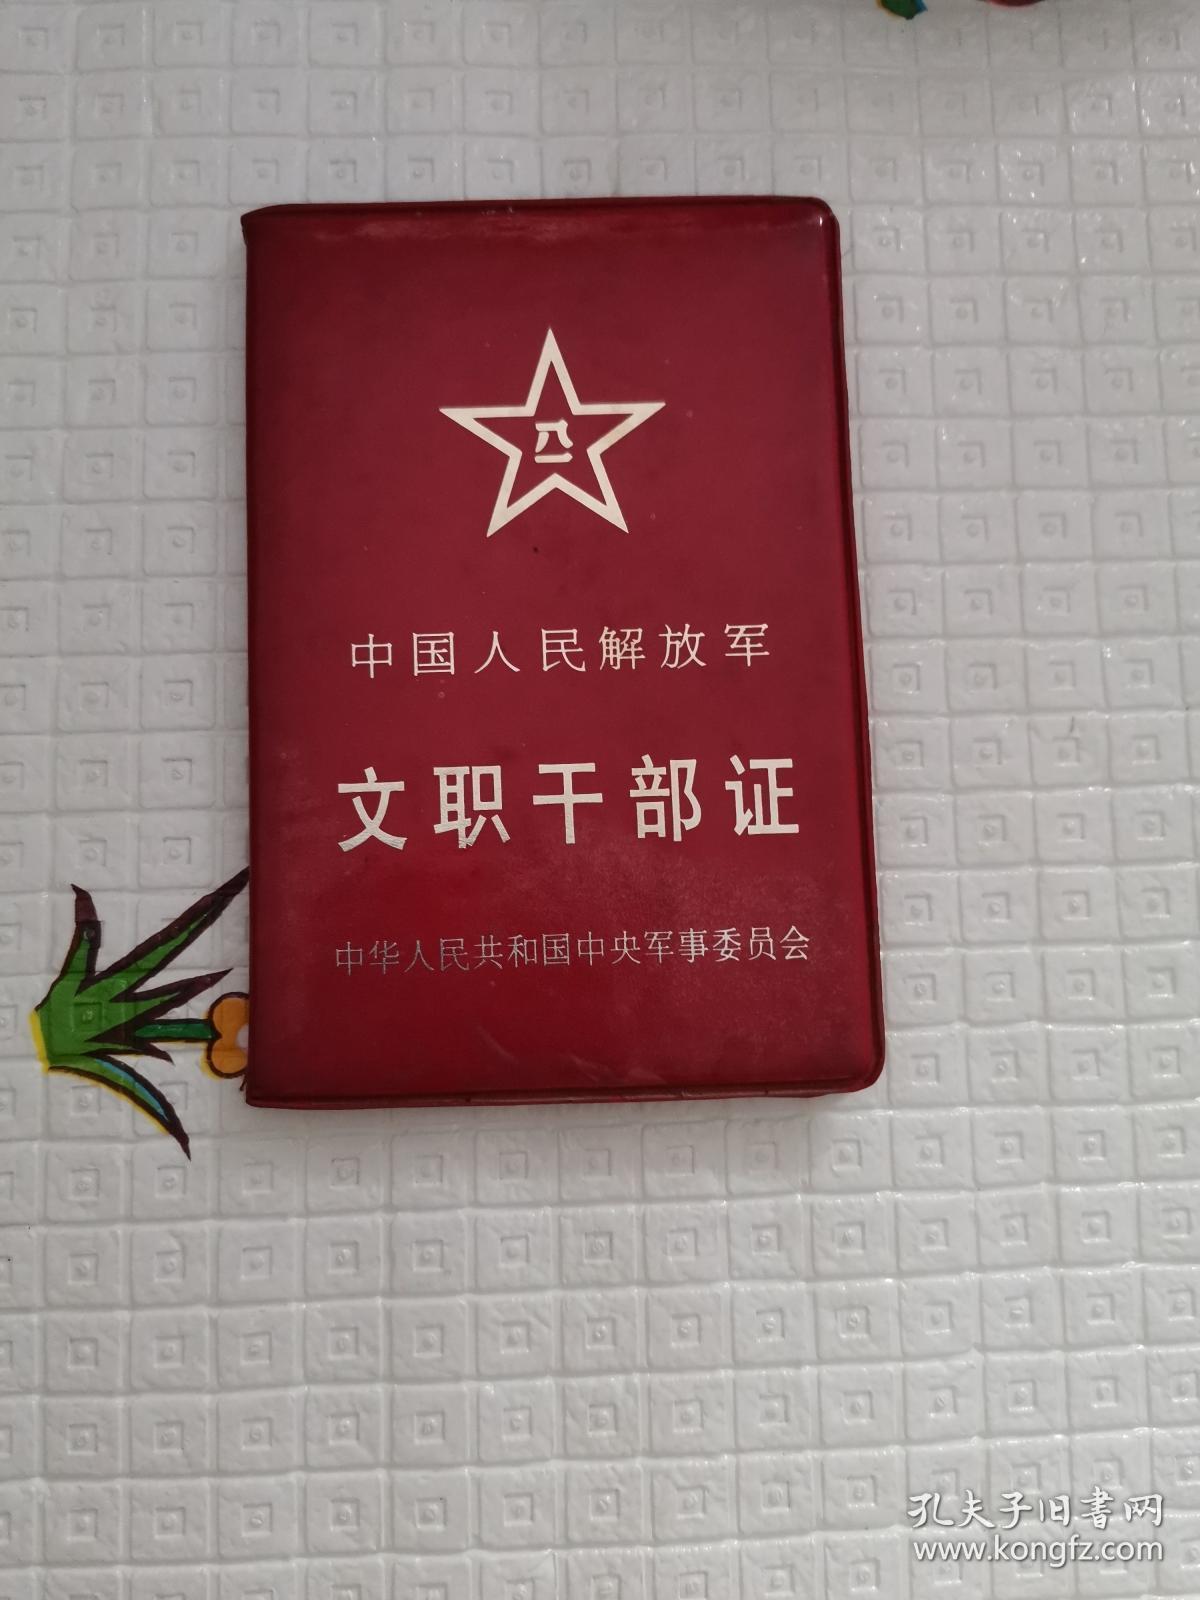 八一
中国人民解放军
文职干部证
中华人民共和国中央军事委员会
孔夫子旧书网
www.kongfz.com